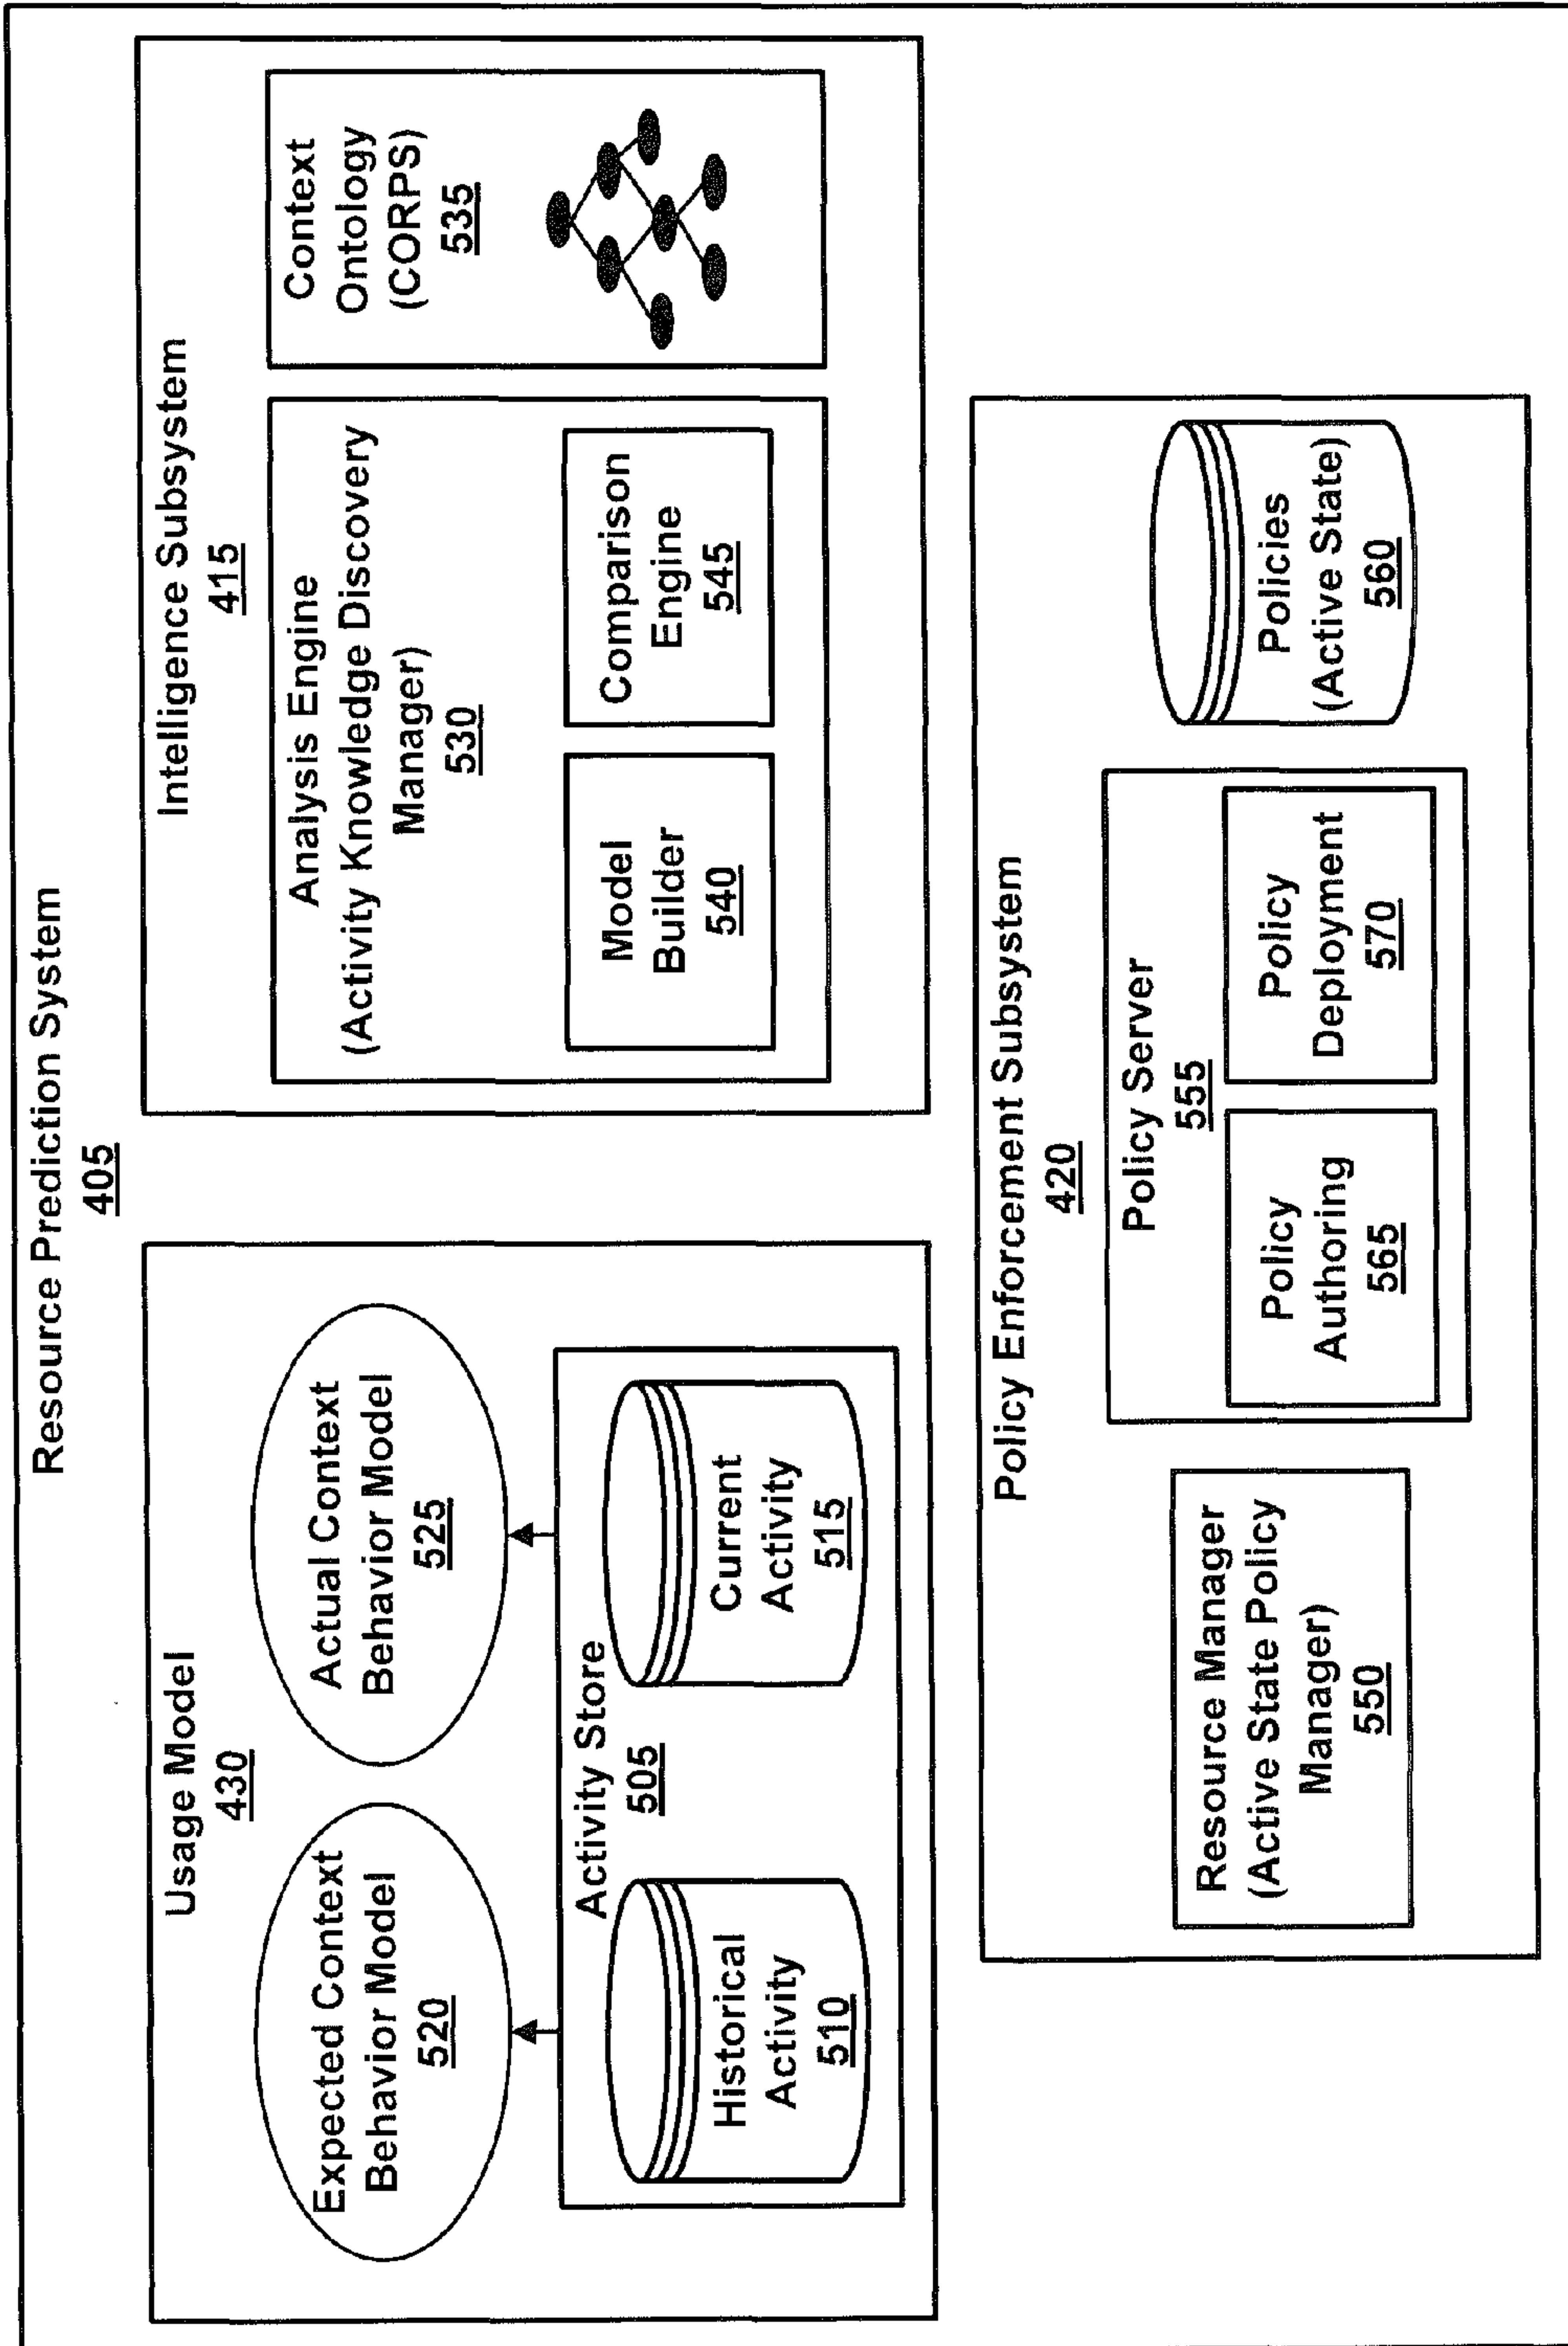 Resource Prediction System
405
Usage Model
430
Expected Context
Behavior Model
520
Actual Context
Behavior Model
525
Activity Store
505
Historical
Activity
510
Current
Activity
515
Intelligence Subsystem
415
Analysis Engine
(Activity Knowledge Discovery
Manager)
530
Model
Builder
540
Comparison
Engine
545
Context
Ontology
(CORPS)
535
Policy Enforcement Subsystem
420
Resource Manager
(Active State Policy
Manager)
550
Policy Server
555
Policy
Authoring
565
Policy
Deployment
570
Policies
(Active State)
560